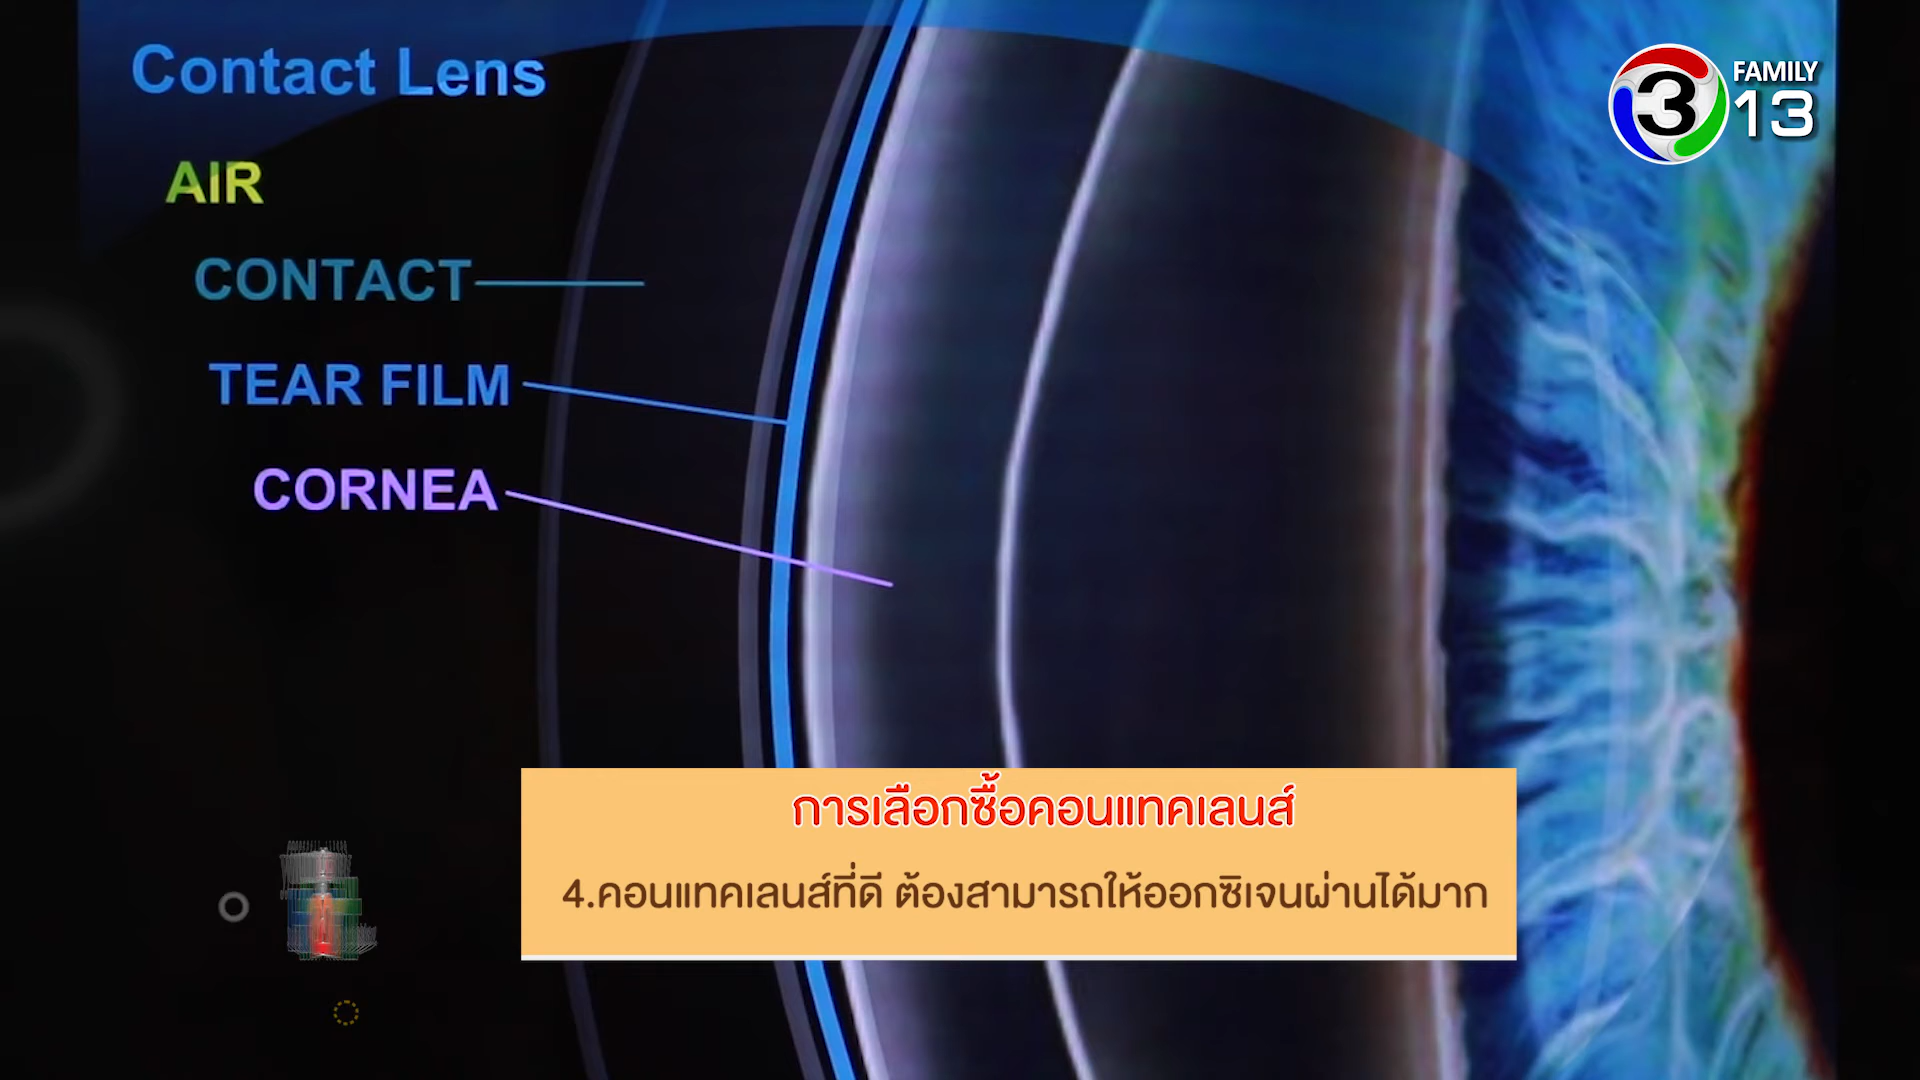 Contact Lens
AIR
CONTACT
TEAR FILM
CORNEA
3 FAMILY
13
การเลือกซื้อคอนแทคเลนส์
4.คอนแทคเลนส์ที่ดี ต้องสามารถให้ออกซิเจนผ่านได้มาก